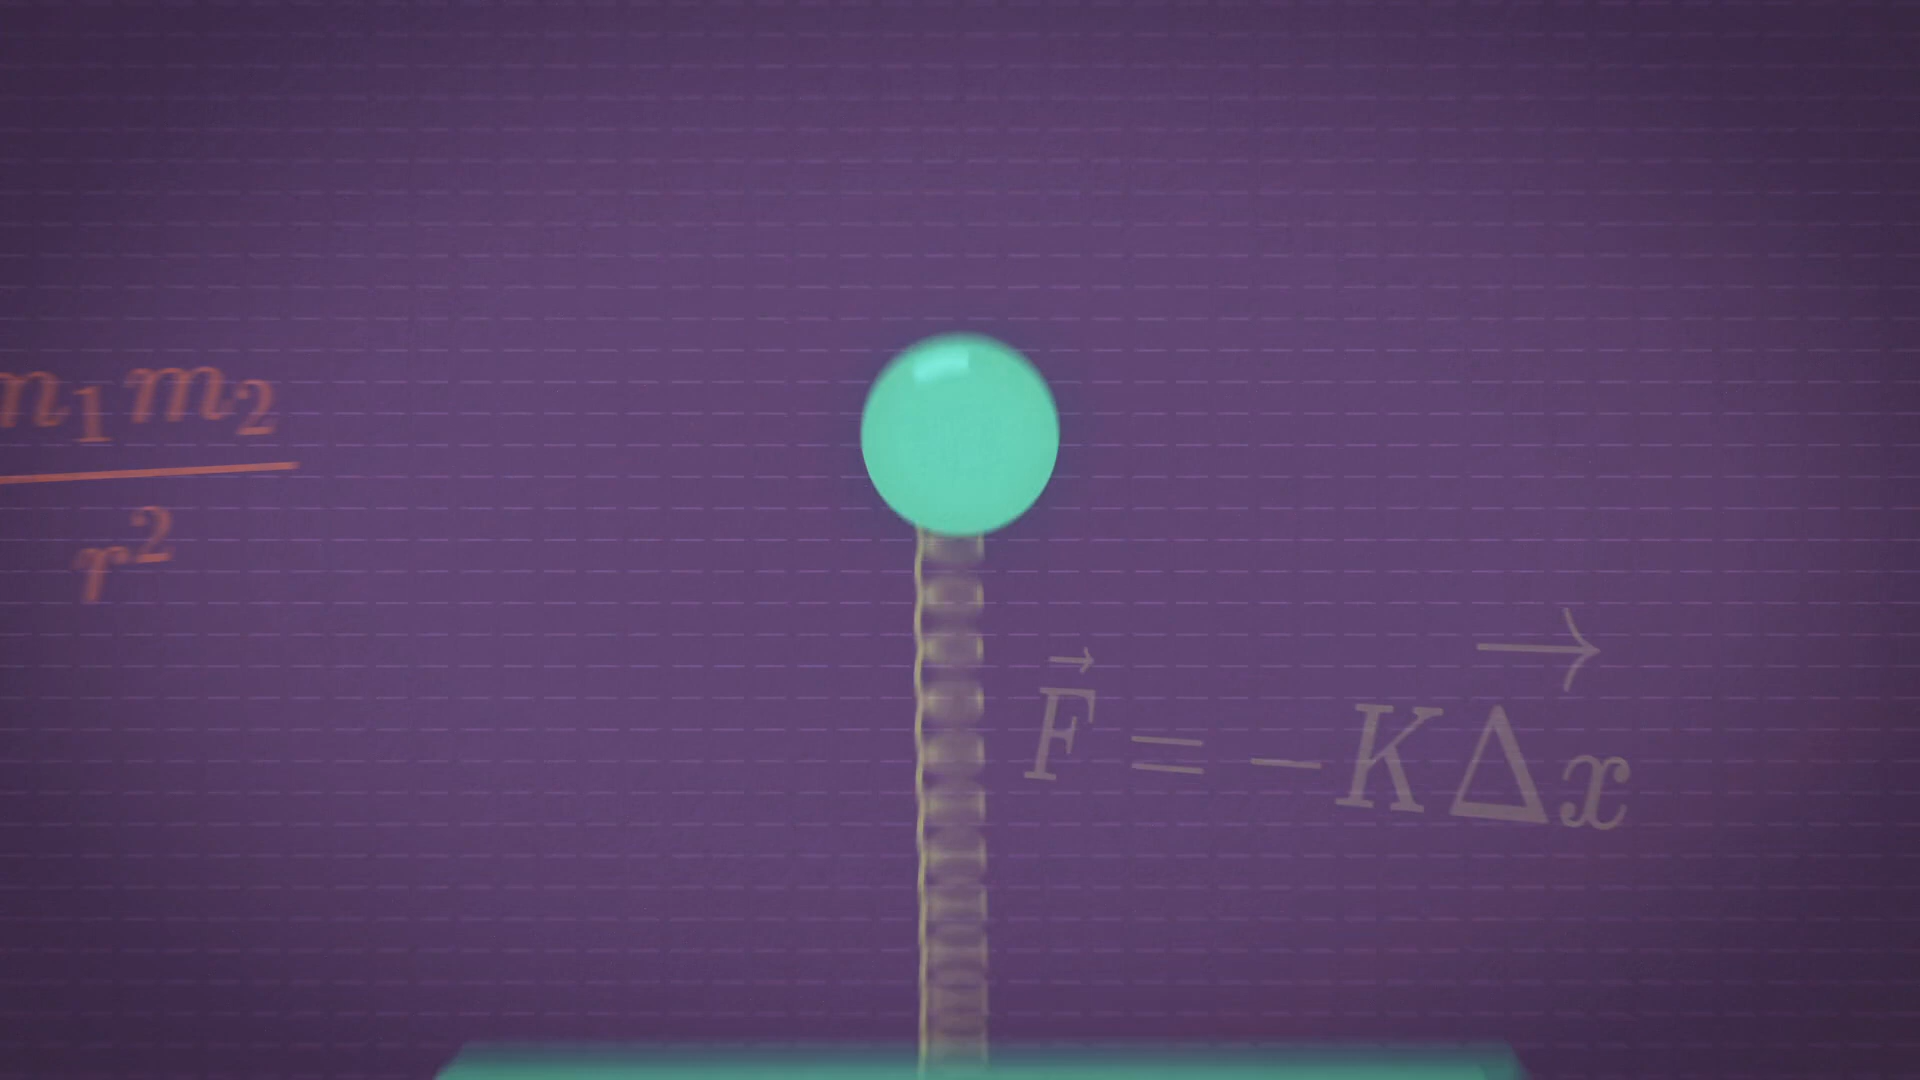 m₁m₂
r²
F⃗ = −KΔx⃗